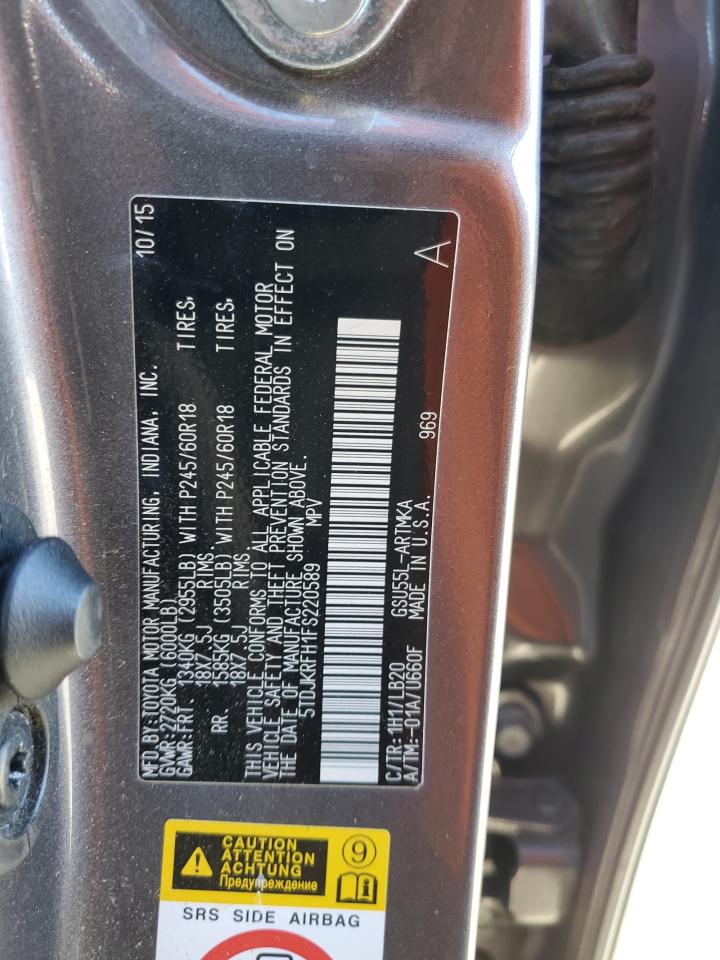 MFD.BY:TOYOTA MOTOR MANUFACTURING, INDIANA, INC. 10/15
GVWR:2720KG (6000LB)
GAWR:FRT. 1340KG (2955LB) WITH P245/60R18 TIRES,
18X7.5J RIMS.
RR. 1585KG (3505LB) WITH P245/60R18 TIRES,
18X7.5J RIMS.
THIS VEHICLE CONFORMS TO ALL APPLICABLE FEDERAL MOTOR
VEHICLE SAFETY AND THEFT PREVENTION STANDARDS IN EFFECT ON
THE DATE OF MANUFACTURE SHOWN ABOVE.
5TDJKRFH1FS220589 MPV
C/TR:1H1/LB20 GSU55L-ARTMKA 969
A/TM:-01A/U660F MADE IN U.S.A. A
CAUTION
ATTENTION
ACHTUNG
Предупреждение
9
SRS SIDE AIRBAG